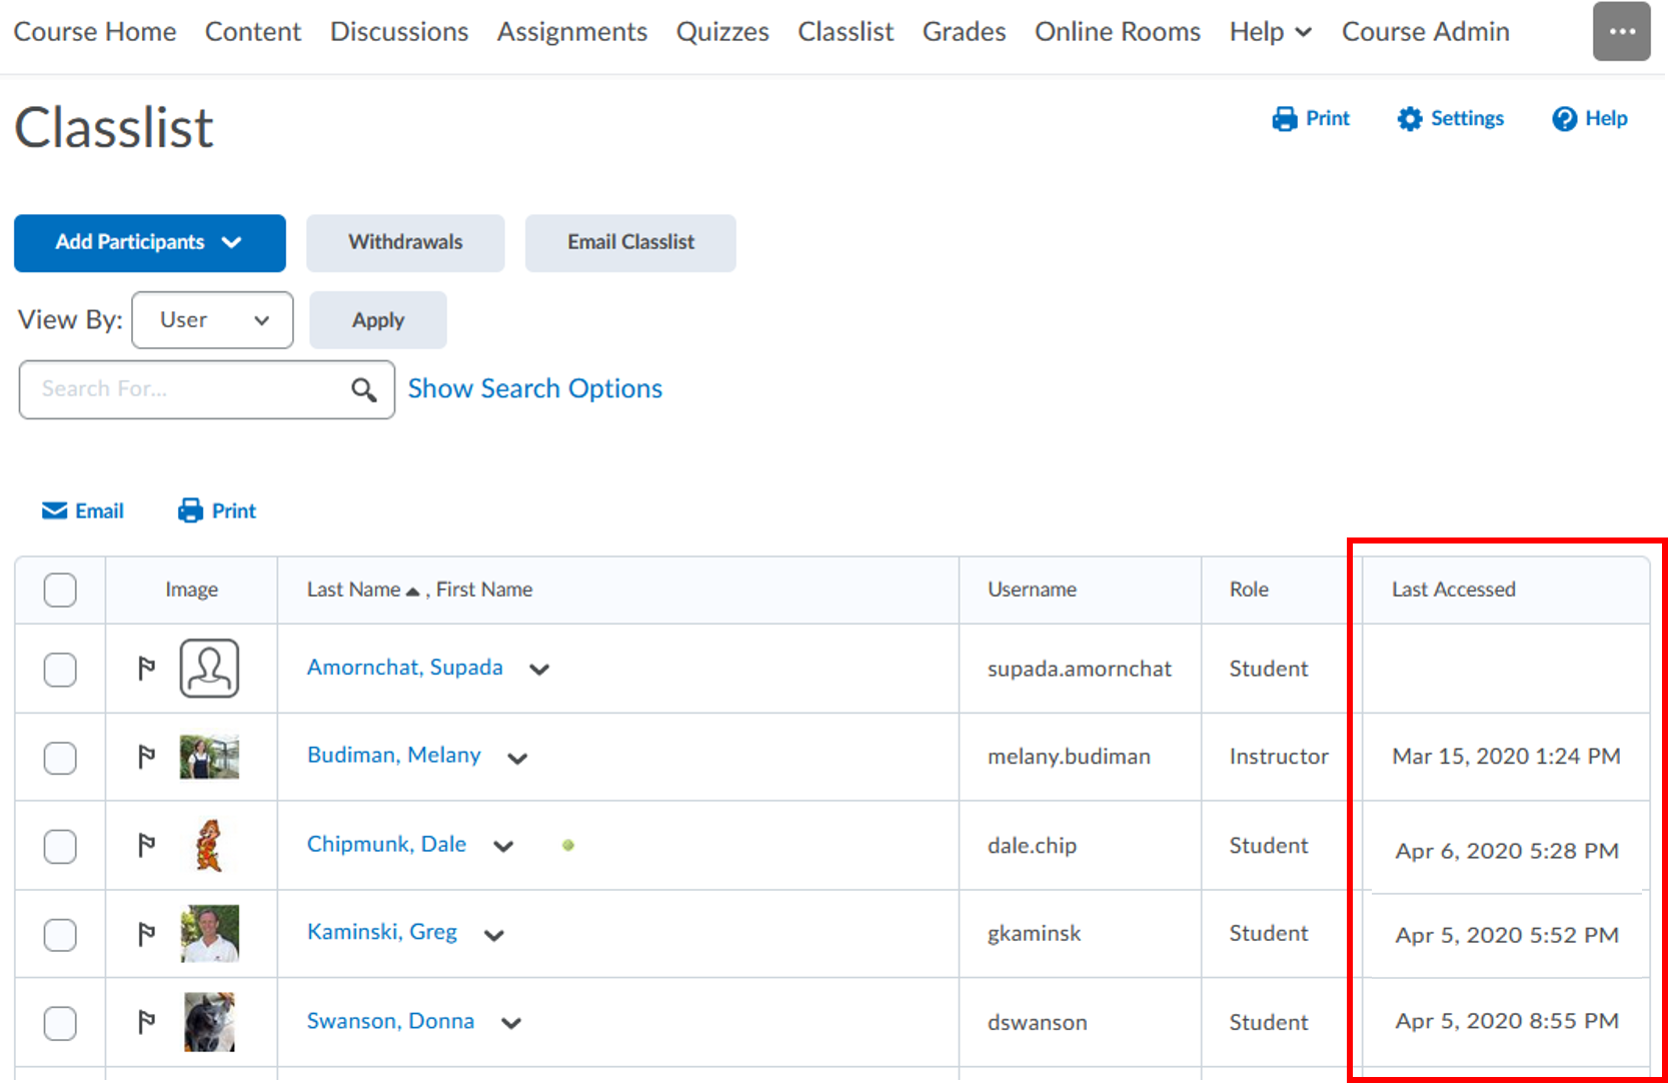 Course Home Content Discussions Assignments Quizzes Classlist Grades Online Rooms Help Course Admin
Classlist
Print Settings Help
Add Participants Withdrawals Email Classlist
View By: User Apply
Search For... Show Search Options
Email Print
Image Last Name , First Name Username Role Last Accessed
Amornchat, Supada supada.amornchat Student
Budiman, Melany melany.budiman Instructor Mar 15, 2020 1:24 PM
Chipmunk, Dale dale.chip Student Apr 6, 2020 5:28 PM
Kaminski, Greg gkaminsk Student Apr 5, 2020 5:52 PM
Swanson, Donna dswanson Student Apr 5, 2020 8:55 PM